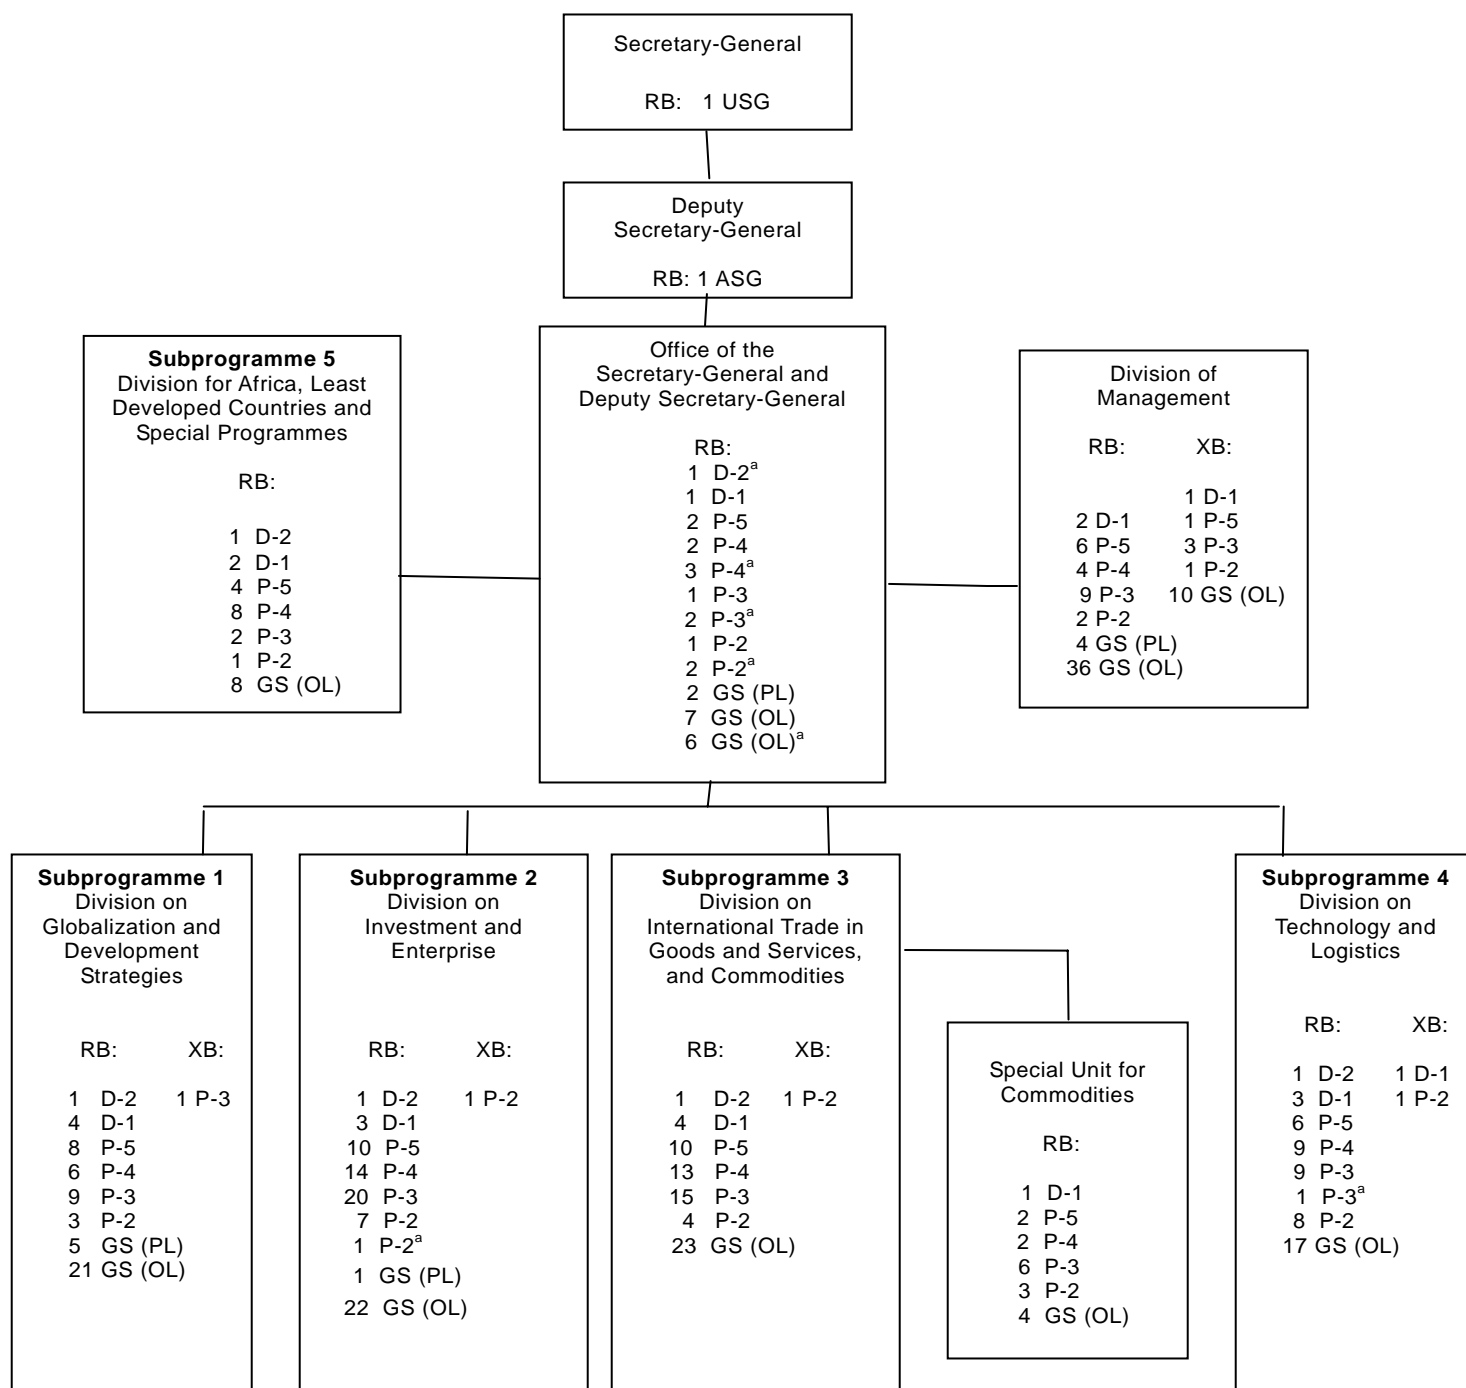 Secretary-General
RB: 1 USG
Deputy
Secretary-General
RB: 1 ASG
Subprogramme 5
Division for Africa, Least
Developed Countries and
Special Programmes
RB:
1 D-2
2 D-1
4 P-5
8 P-4
2 P-3
1 P-2
8 GS (OL)
Office of the
Secretary-General and
Deputy Secretary-General
RB:
1 D-2ᵃ
1 D-1
2 P-5
2 P-4
3 P-4ᵃ
1 P-3
2 P-3ᵃ
1 P-2
2 P-2ᵃ
2 GS (PL)
7 GS (OL)
6 GS (OL)ᵃ
Division of
Management
RB: XB:
1 D-1
2 D-1 1 P-5
6 P-5 3 P-3
4 P-4 1 P-2
9 P-3 10 GS (OL)
2 P-2
4 GS (PL)
36 GS (OL)
Subprogramme 1
Division on
Globalization and
Development
Strategies
RB: XB:
1 D-2 1 P-3
4 D-1
8 P-5
6 P-4
9 P-3
3 P-2
5 GS (PL)
21 GS (OL)
Subprogramme 2
Division on
Investment and
Enterprise
RB: XB:
1 D-2 1 P-2
3 D-1
10 P-5
14 P-4
20 P-3
7 P-2
1 P-2ᵃ
1 GS (PL)
22 GS (OL)
Subprogramme 3
Division on
International Trade in
Goods and Services,
and Commodities
RB: XB:
1 D-2 1 P-2
4 D-1
10 P-5
13 P-4
15 P-3
4 P-2
23 GS (OL)
Special Unit for
Commodities
RB:
1 D-1
2 P-5
2 P-4
6 P-3
3 P-2
4 GS (OL)
Subprogramme 4
Division on
Technology and
Logistics
RB: XB:
1 D-2 1 D-1
3 D-1 1 P-2
6 P-5
9 P-4
9 P-3
1 P-3ᵃ
8 P-2
17 GS (OL)